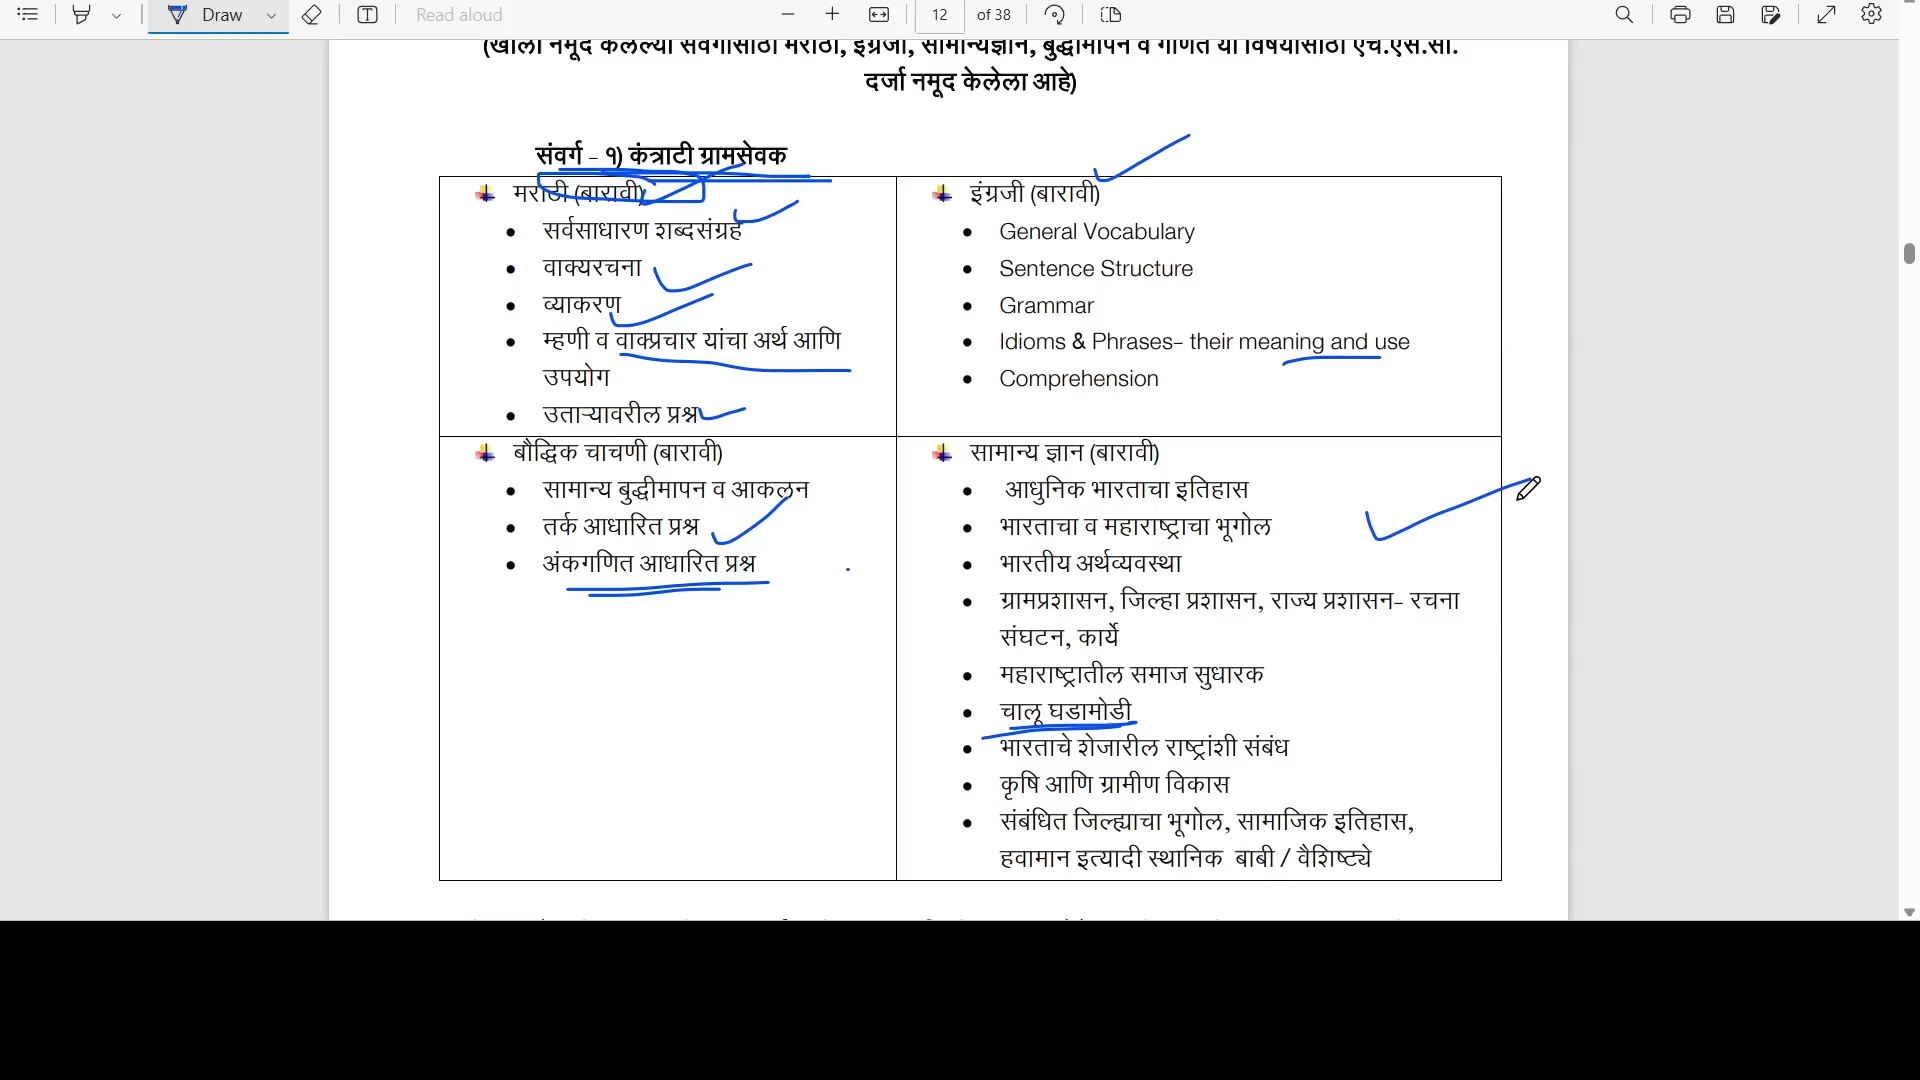 Draw
Read aloud
12 of 38
(खाली नमूद केलेल्या संवर्गासाठी मराठी, इंग्रजी, सामान्यज्ञान, बुद्धीमापन व गणित या विषयासाठी एच.एस.सी.
दर्जा नमूद केलेला आहे)
संवर्ग – १) कंत्राटी ग्रामसेवक
मराठी (बारावी)
सर्वसाधारण शब्दसंग्रह
वाक्यरचना
व्याकरण
म्हणी व वाक्प्रचार यांचा अर्थ आणि
उपयोग
उताऱ्यावरील प्रश्न
इंग्रजी (बारावी)
General Vocabulary
Sentence Structure
Grammar
Idioms & Phrases– their meaning and use
Comprehension
बौद्धिक चाचणी (बारावी)
सामान्य बुद्धीमापन व आकलन
तर्क आधारित प्रश्न
अंकगणित आधारित प्रश्न
सामान्य ज्ञान (बारावी)
आधुनिक भारताचा इतिहास
भारताचा व महाराष्ट्राचा भूगोल
भारतीय अर्थव्यवस्था
ग्रामप्रशासन, जिल्हा प्रशासन, राज्य प्रशासन– रचना
संघटन, कार्ये
महाराष्ट्रातील समाज सुधारक
चालू घडामोडी
भारताचे शेजारील राष्ट्रांशी संबंध
कृषि आणि ग्रामीण विकास
संबंधित जिल्ह्याचा भूगोल, सामाजिक इतिहास,
हवामान इत्यादी स्थानिक बाबी / वैशिष्ट्ये